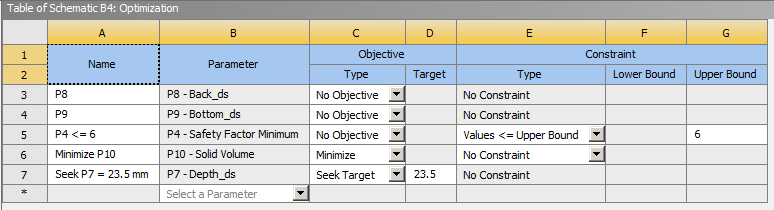 Table of Schematic B4: Optimization
A B C D E F G
1 Name Parameter Objective Constraint
2 Type Target Type Lower Bound Upper Bound
3 P8 P8 - Back_ds No Objective No Constraint
4 P9 P9 - Bottom_ds No Objective No Constraint
5 P4 <= 6 P4 - Safety Factor Minimum No Objective Values <= Upper Bound 6
6 Minimize P10 P10 - Solid Volume Minimize No Constraint
7 Seek P7 = 23.5 mm P7 - Depth_ds Seek Target 23.5 No Constraint
* Select a Parameter